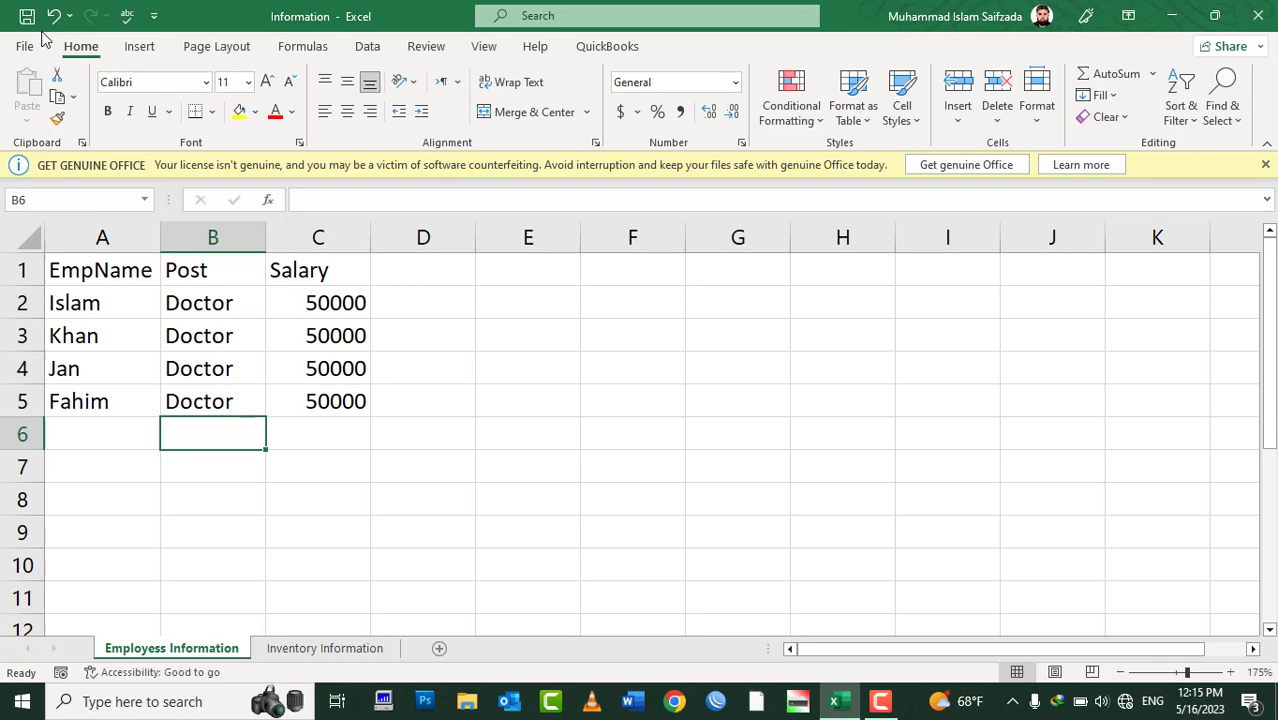 Information - Excel
Search
Muhammad Islam Saifzada
File Home Insert Page Layout Formulas Data Review View Help QuickBooks
Share
Paste
Calibri 11
Wrap Text
General
Conditional Formatting
Format as Table
Cell Styles
Insert
Delete
Format
AutoSum
Fill
Clear
Sort & Filter
Find & Select
B I U
Merge & Center
$ % ,
Clipboard Font Alignment Number Styles Cells Editing
GET GENUINE OFFICE Your license isn't genuine, and you may be a victim of software counterfeiting. Avoid interruption and keep your files safe with genuine Office today. Get genuine Office Learn more
B6 fx
A B C D E F G H I J K
1 EmpName Post Salary
2 Islam Doctor 50000
3 Khan Doctor 50000
4 Jan Doctor 50000
5 Fahim Doctor 50000
6
7
8
9
10
11
12
Employess Information Inventory Information
Ready Accessibility: Good to go 175%
Type here to search
68°F ENG
12:15 PM
5/16/2023
3